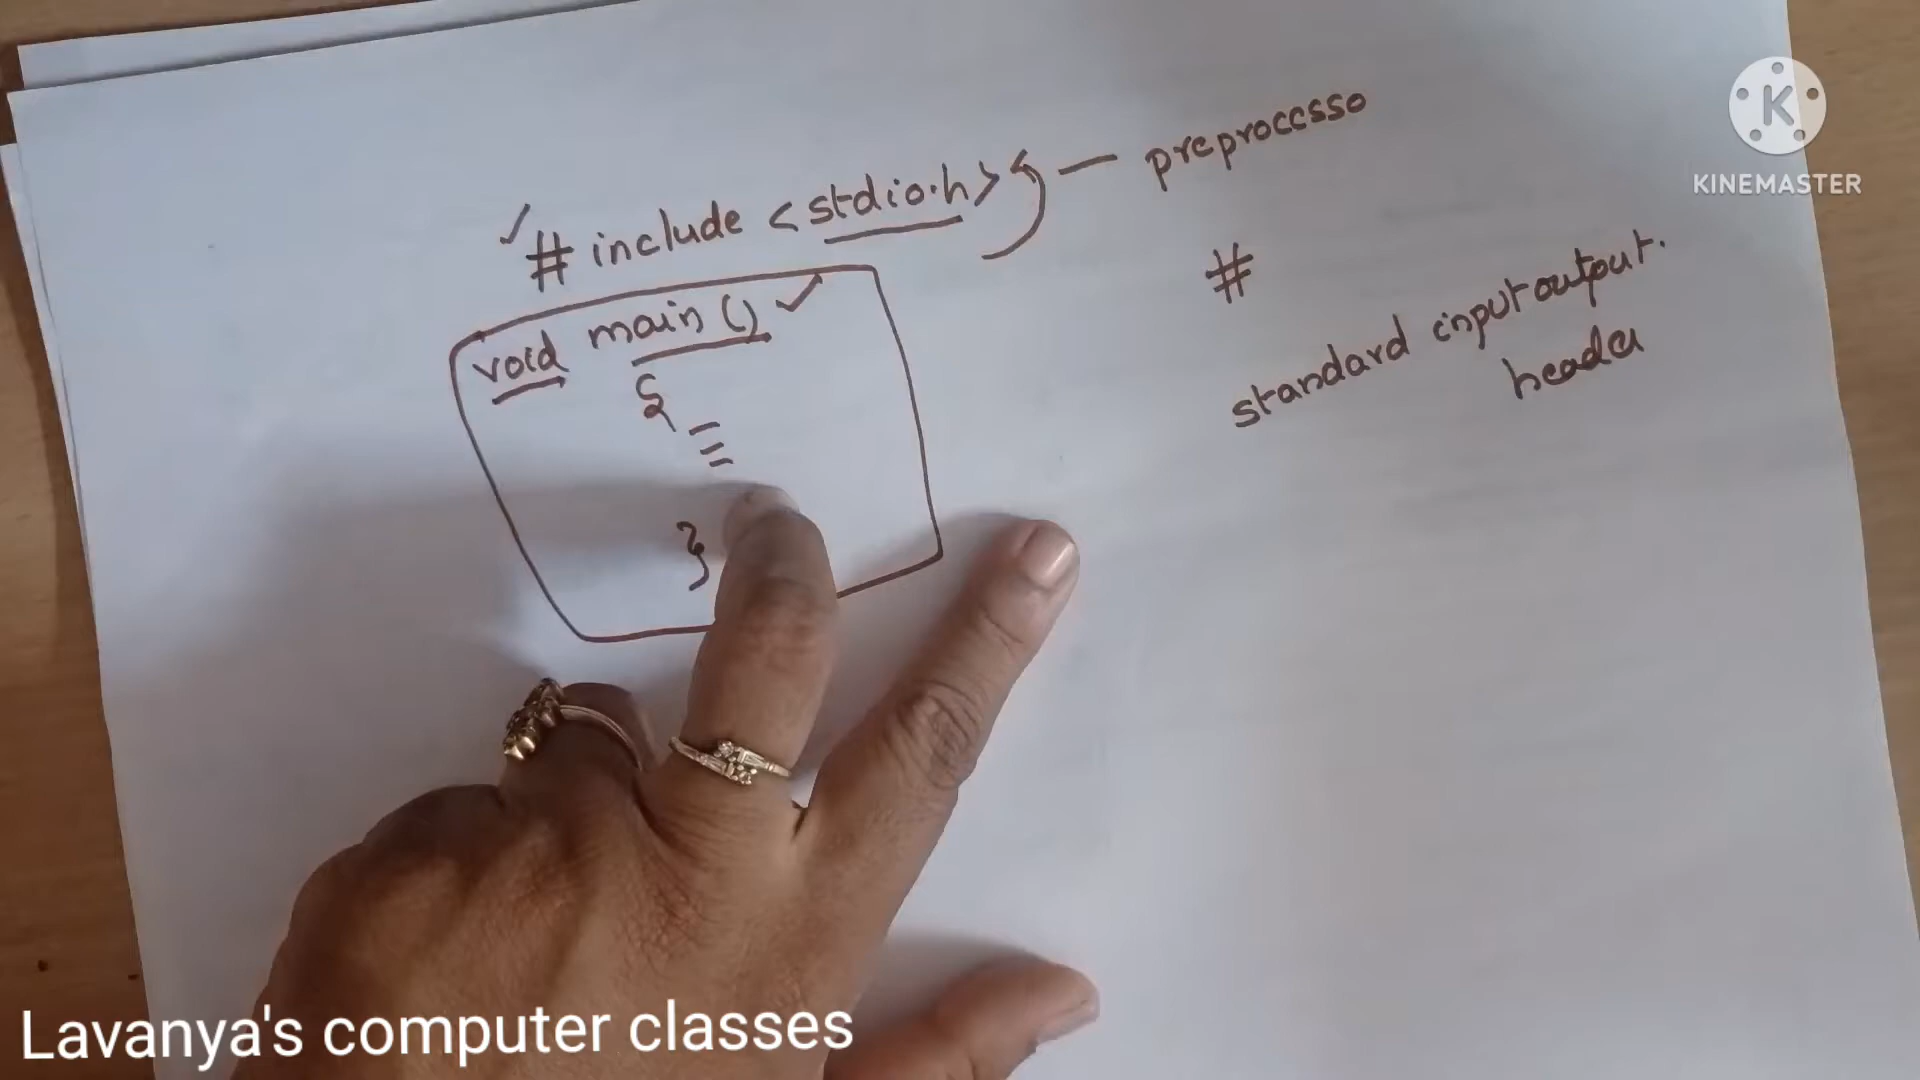 # include <stdio.h> — preprocesso
void main () ✓
{
}
#
standard input output.
header
K
KINEMASTER
Lavanya's computer classes